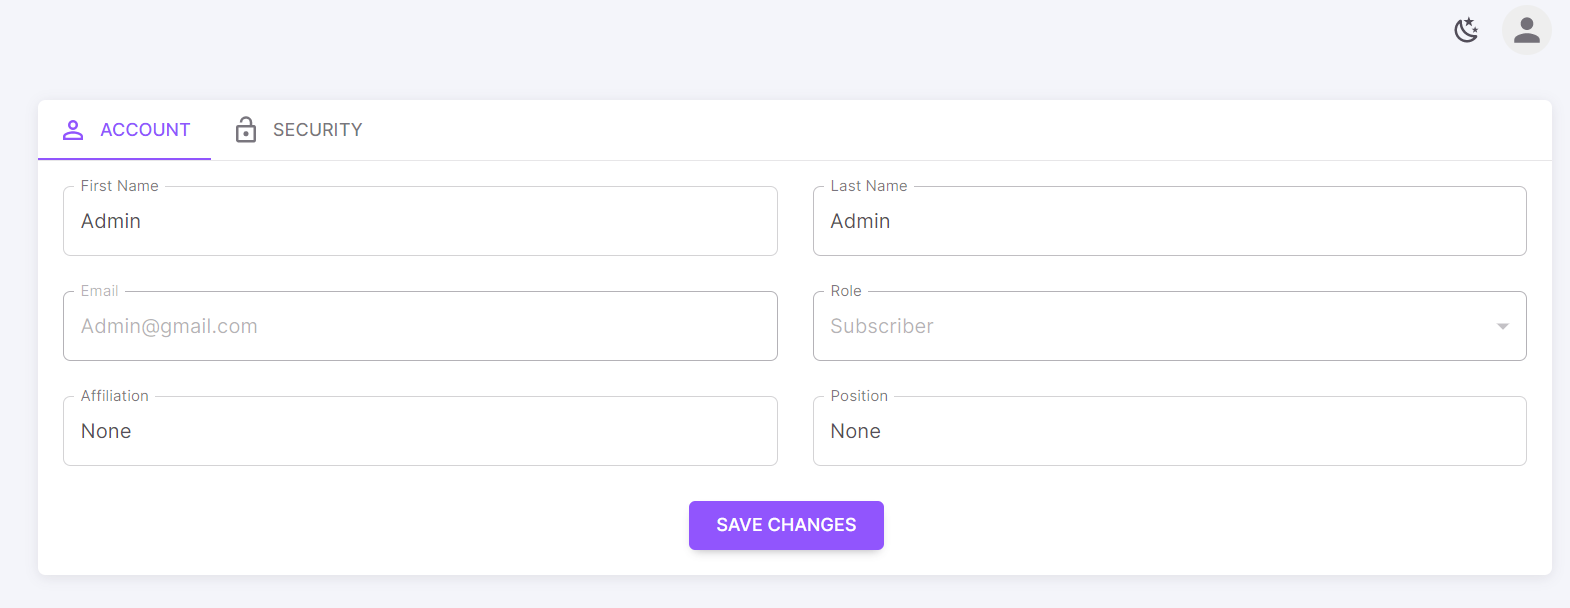 ACCOUNT SECURITY
First Name
Admin
Last Name
Admin
Email
Admin@gmail.com
Role
Subscriber
Affiliation
None
Position
None
SAVE CHANGES